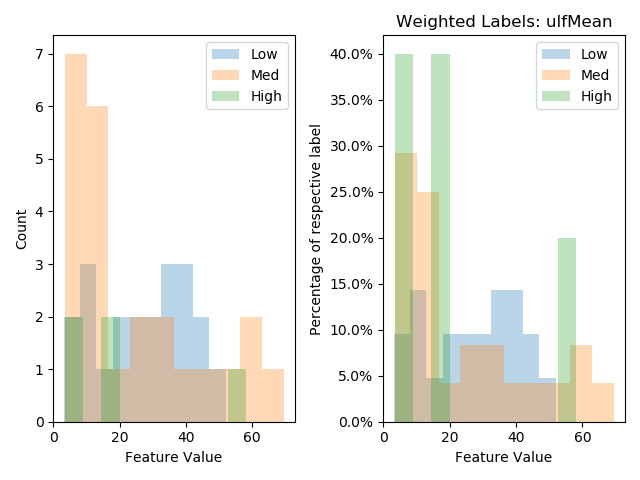 Low
Med
High
7
6
5
4
3
2
1
0
Count
0
20
40
60
Feature Value
Weighted Labels: uIfMean
Low
Med
High
40.0%
35.0%
30.0%
25.0%
20.0%
15.0%
10.0%
5.0%
0.0%
Percentage of respective label
0
20
40
60
Feature Value